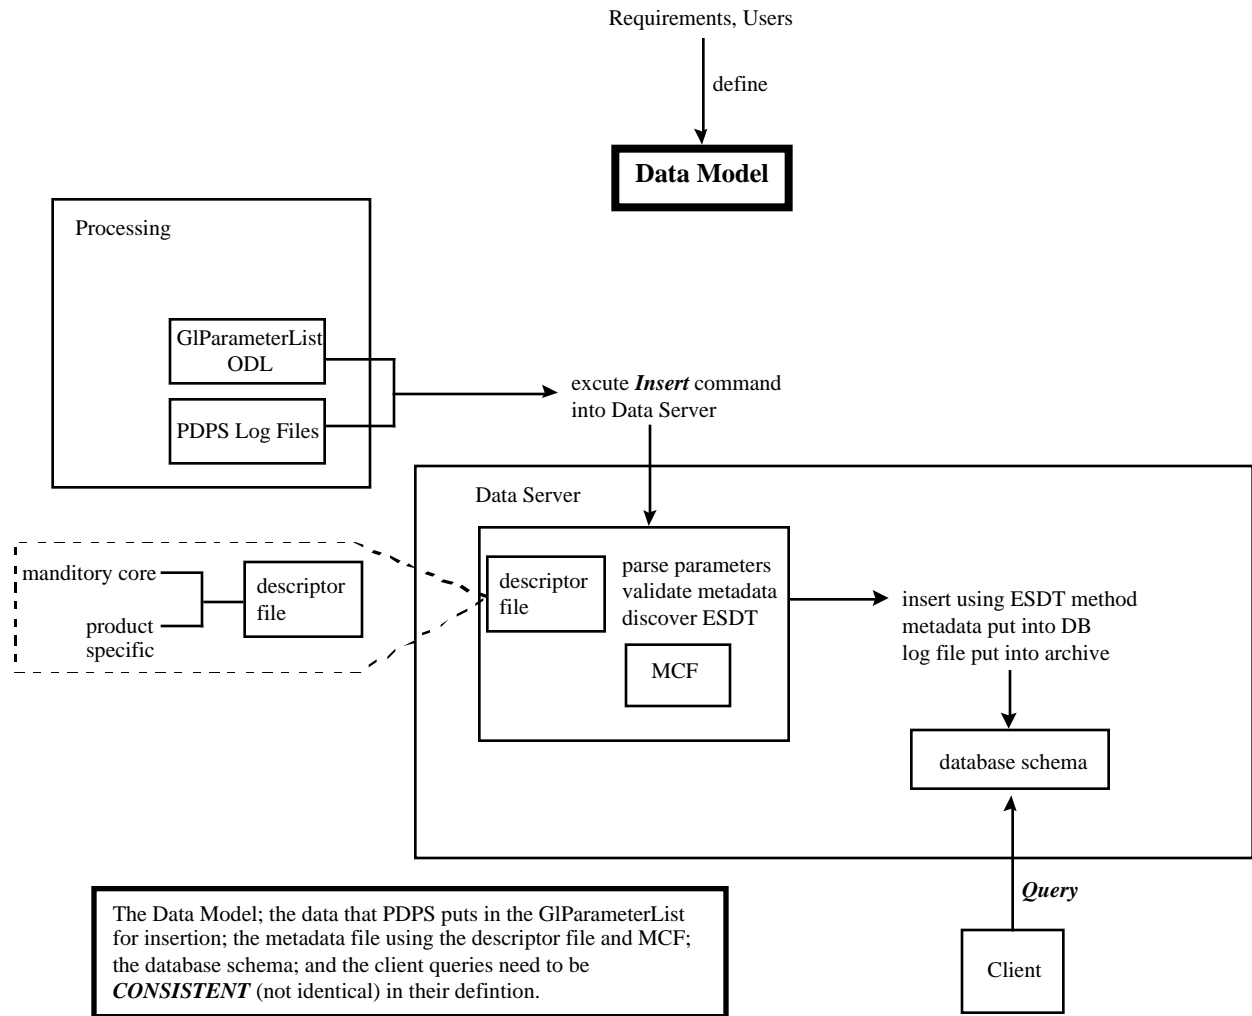 Requirements, Users
define
Data Model
Processing
GlParameterList
ODL
PDPS Log Files
excute Insert command
into Data Server
Data Server
manditory core
product
specific
descriptor
file
descriptor
file
parse parameters
validate metadata
discover ESDT
MCF
insert using ESDT method
metadata put into DB
log file put into archive
database schema
Query
Client
The Data Model; the data that PDPS puts in the GlParameterList
for insertion; the metadata file using the descriptor file and MCF;
the database schema; and the client queries need to be
CONSISTENT (not identical) in their defintion.